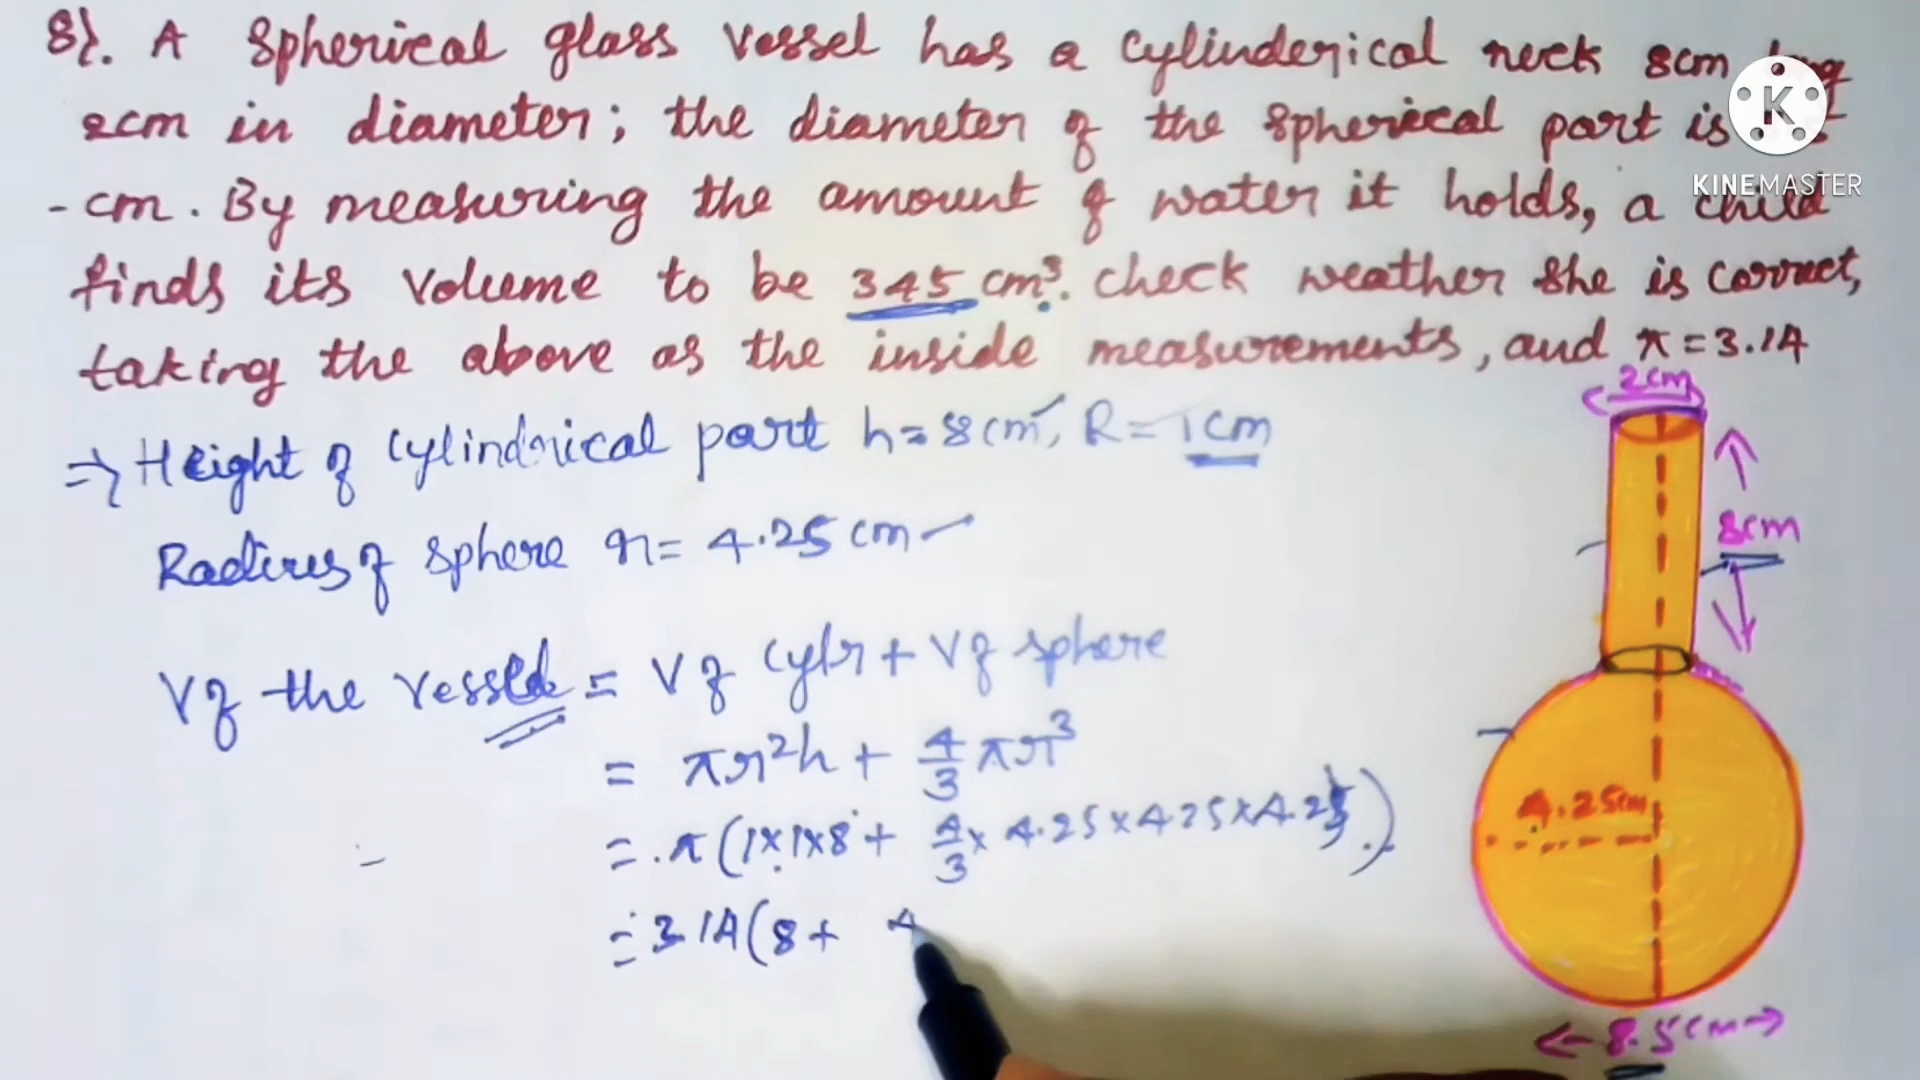 8). A spherical glass vessel has a cylinderical neck 8cm
2cm in diameter; the diameter of the spherical part is
- cm. By measuring the amount of water it holds, a child
finds its volume to be 345 cm³. check weather she is correct,
taking the above as the inside measurements, and π = 3.14
⇒ Height of cylindrical part h = 8cm, R = 1cm
Radius of sphere r = 4.25 cm
V of the vessel = V of cylr + V of sphere
= πr²h + 4/3 πr³
= π(1×1×8 + 4/3 × 4.25 × 4.25 × 4.25)
= 3.14(8 + 4
KINEMASTER
K
2cm
8cm
4.25cm
8.5cm